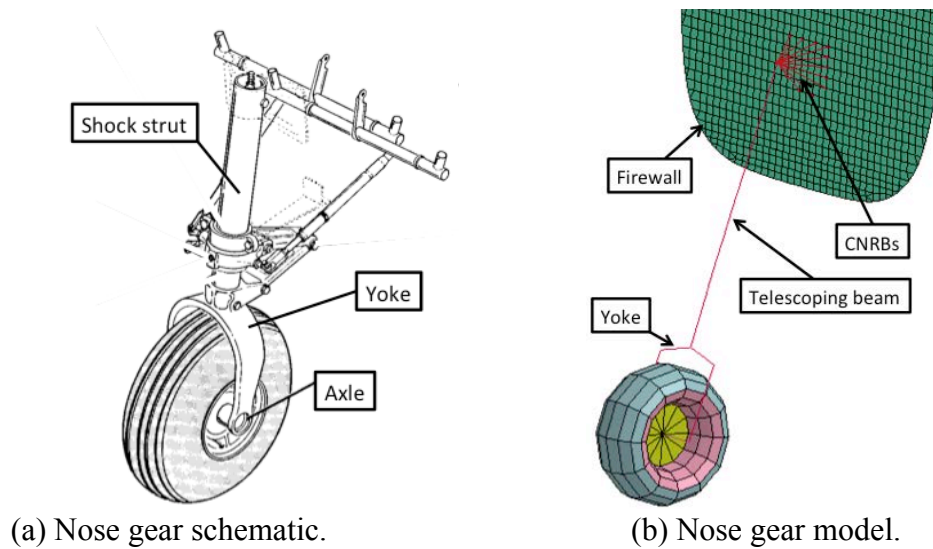 Shock strut
Yoke
Axle
Firewall
CNRBs
Telescoping beam
Yoke
(a) Nose gear schematic.
(b) Nose gear model.